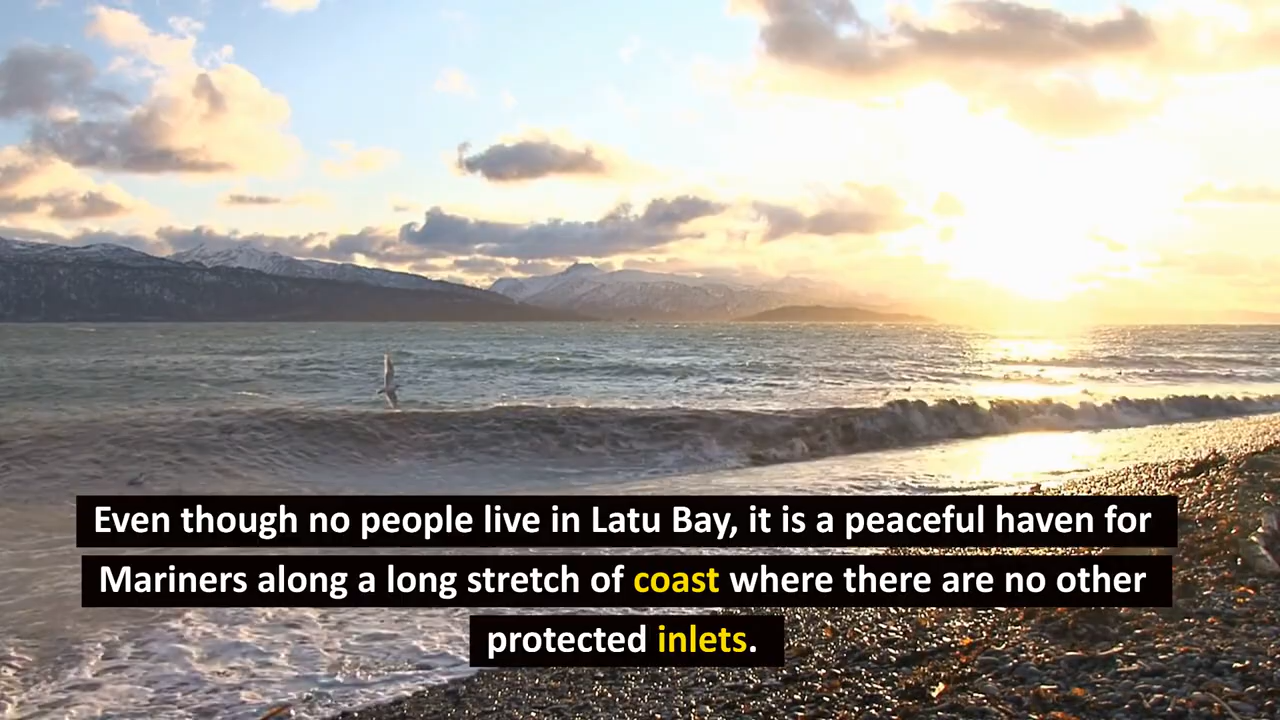 Even though no people live in Latu Bay, it is a peaceful haven for
Mariners along a long stretch of coast where there are no other
protected inlets.